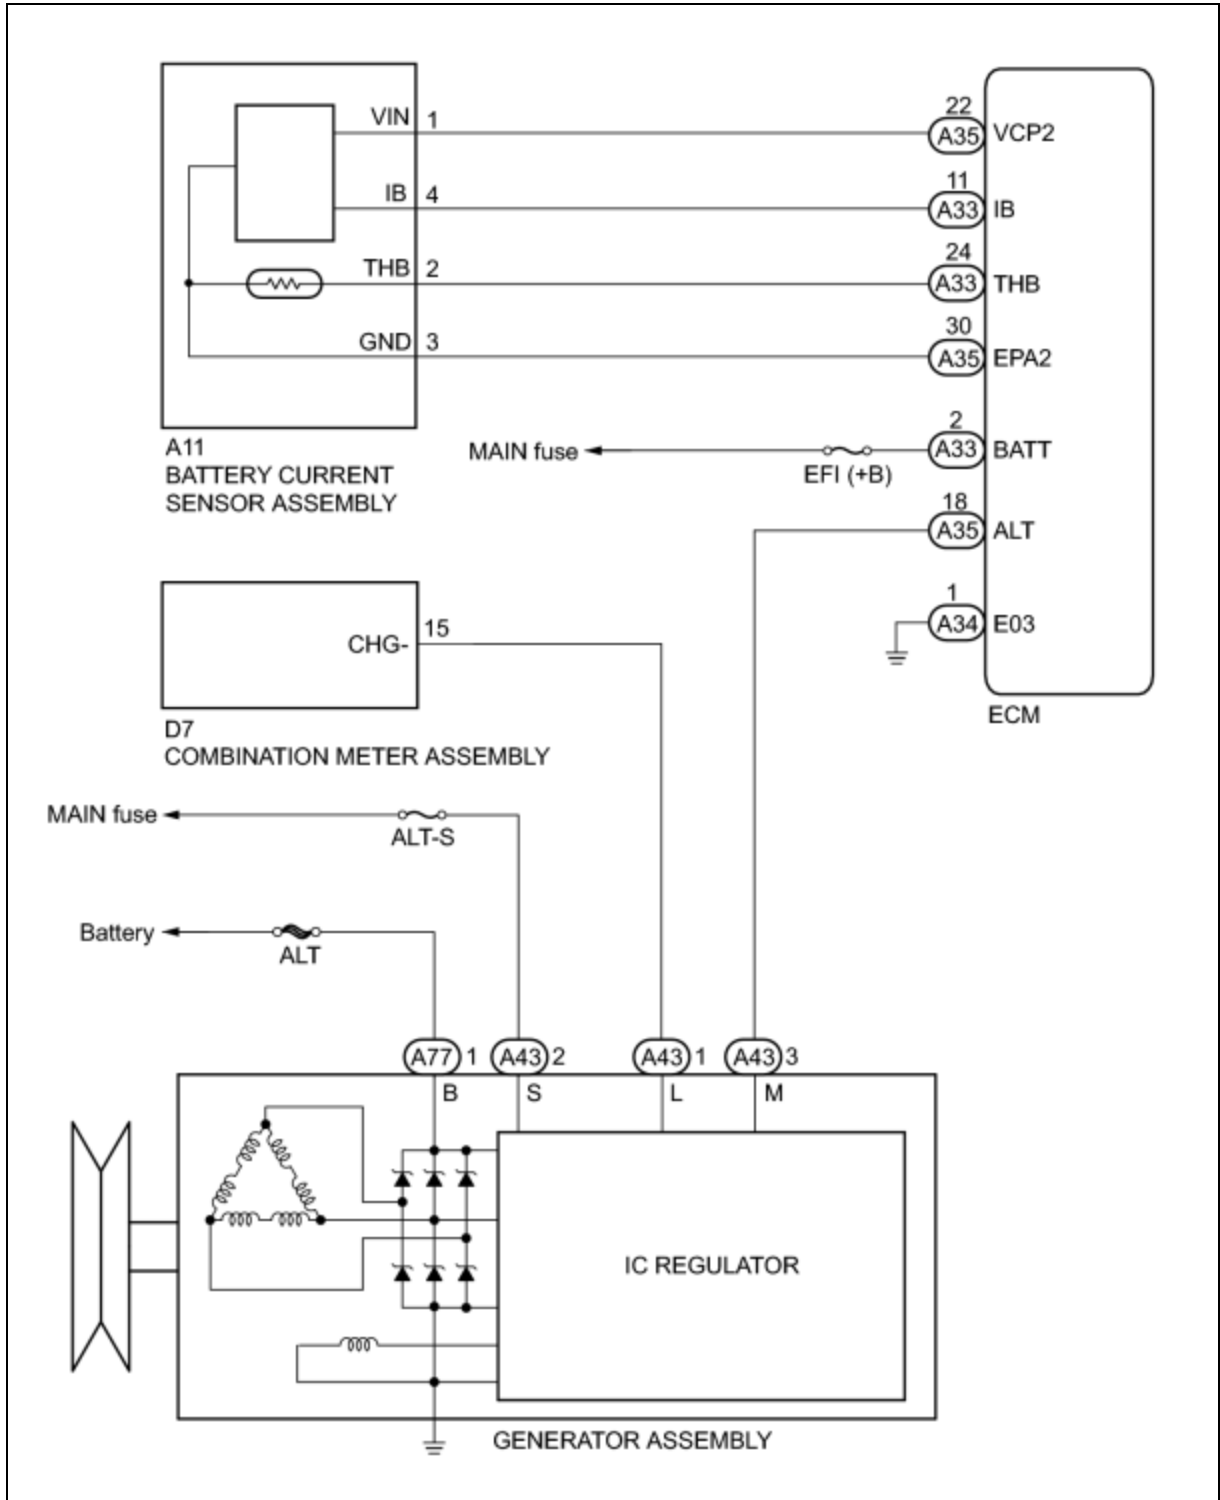 VIN 1
22
A35 VCP2
IB 4
11
A33 IB
THB 2
24
A33 THB
GND 3
30
A35 EPA2
A11
BATTERY CURRENT
SENSOR ASSEMBLY
MAIN fuse
EFI (+B)
2
A33 BATT
18
A35 ALT
1
A34 E03
ECM
CHG- 15
D7
COMBINATION METER ASSEMBLY
MAIN fuse
ALT-S
Battery
ALT
A77 1 A43 2 A43 1 A43 3
B S L M
IC REGULATOR
GENERATOR ASSEMBLY